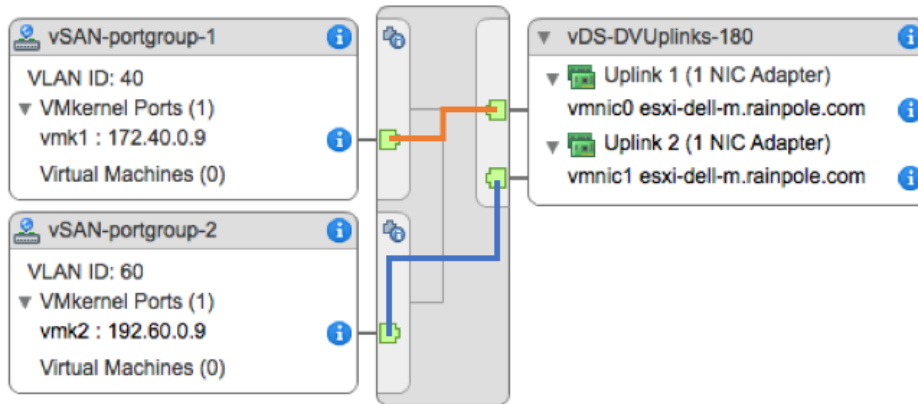 vSAN-portgroup-1
VLAN ID: 40
VMkernel Ports (1)
vmk1 : 172.40.0.9
Virtual Machines (0)
vSAN-portgroup-2
VLAN ID: 60
VMkernel Ports (1)
vmk2 : 192.60.0.9
Virtual Machines (0)
vDS-DVUplinks-180
Uplink 1 (1 NIC Adapter)
vmnic0 esxi-dell-m.rainpole.com
Uplink 2 (1 NIC Adapter)
vmnic1 esxi-dell-m.rainpole.com